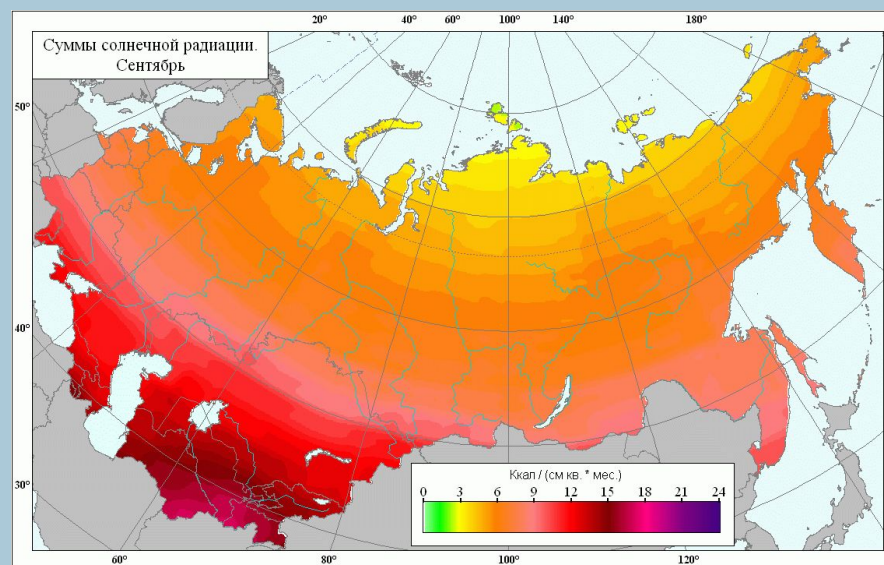 20° 40° 60° 100° 140° 180°
Суммы солнечной радиации.
Сентябрь
50°
40°
30°
Ккал / (см кв. * мес.)
0 3 6 9 12 15 18 21 24
60° 80° 100° 120°